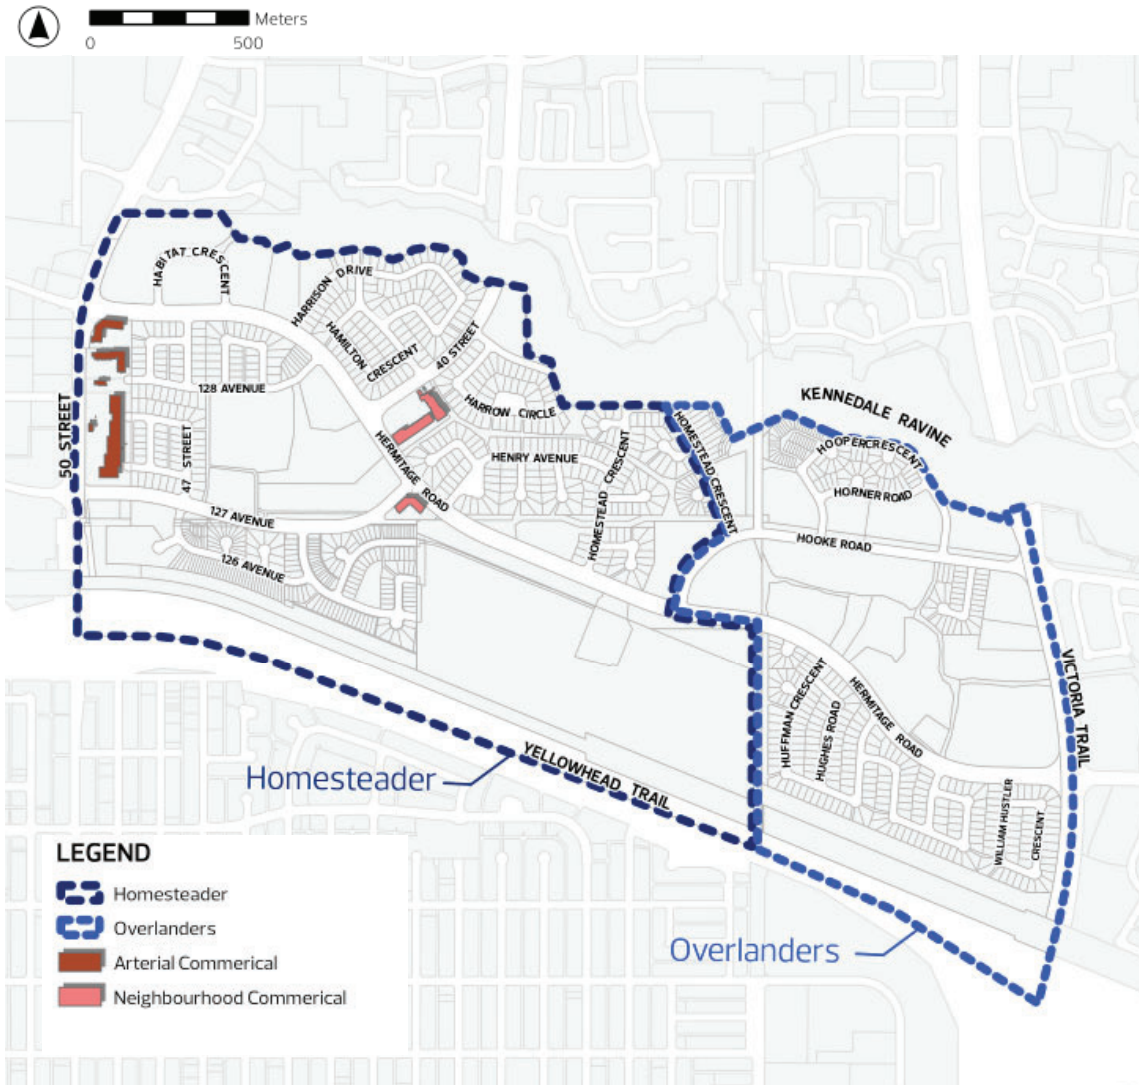 Meters
0 500
HABITAT CRESCENT
HARRISON DRIVE
HAMILTON
CRESCENT
40 STREET
128 AVENUE
50 STREET
47 STREET
HARROW CIRCLE
HERMITAGE ROAD
HENRY AVENUE
HOMESTEAD CRESCENT
HOMESTEAD CRESCENT
HOMESTEAD CRESCENT
KENNEDALE RAVINE
HOOPERCRESCENT
HORNER ROAD
HOOKE ROAD
127 AVENUE
126 AVENUE
HUFFMAN CRESCENT
HUGHES ROAD
HERMITAGE ROAD
VICTORIA TRAIL
WILLIAM HUSTLER
CRESCENT
YELLOWHEAD TRAIL
Homesteader
Overlanders
LEGEND
Homesteader
Overlanders
Arterial Commerical
Neighbourhood Commerical